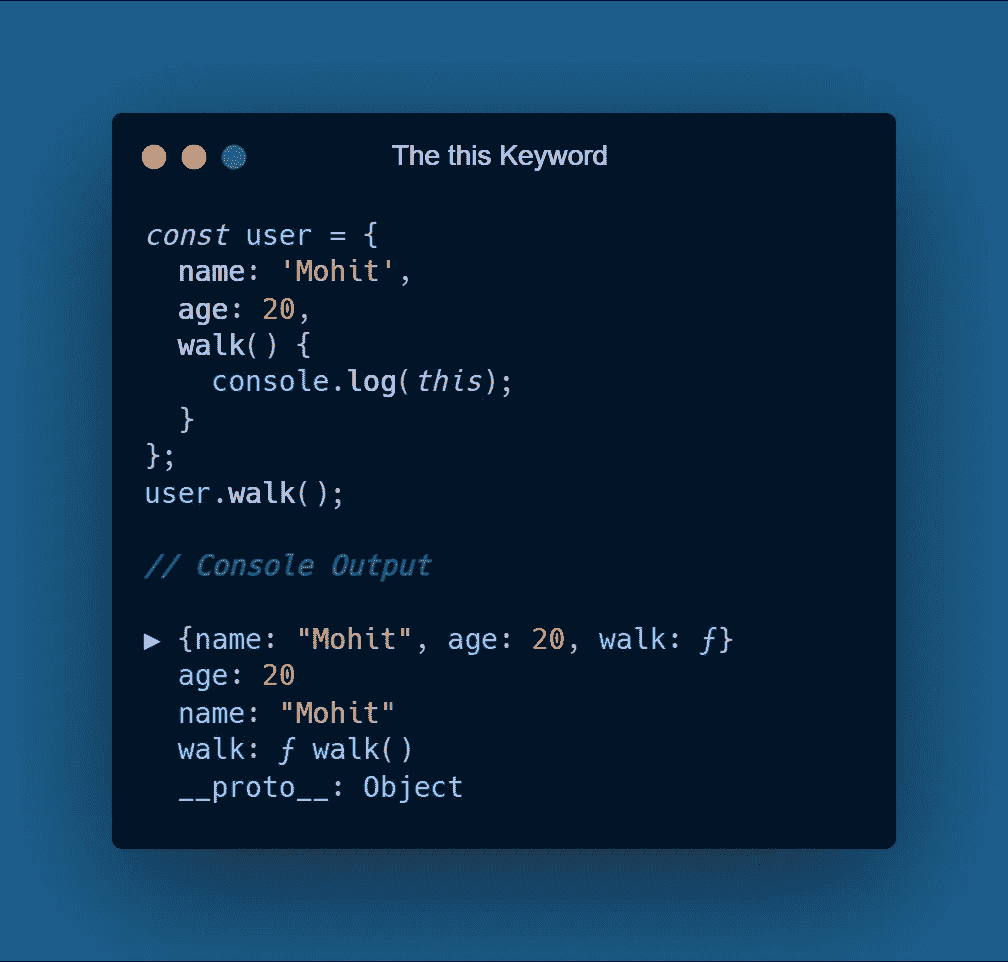 The this Keyword
const user = {
  name: 'Mohit',
  age: 20,
  walk() {
    console.log(this);
  }
};
user.walk();
// Console Output
▶ {name: "Mohit", age: 20, walk: ƒ}
  age: 20
  name: "Mohit"
  walk: ƒ walk()
  __proto__: Object